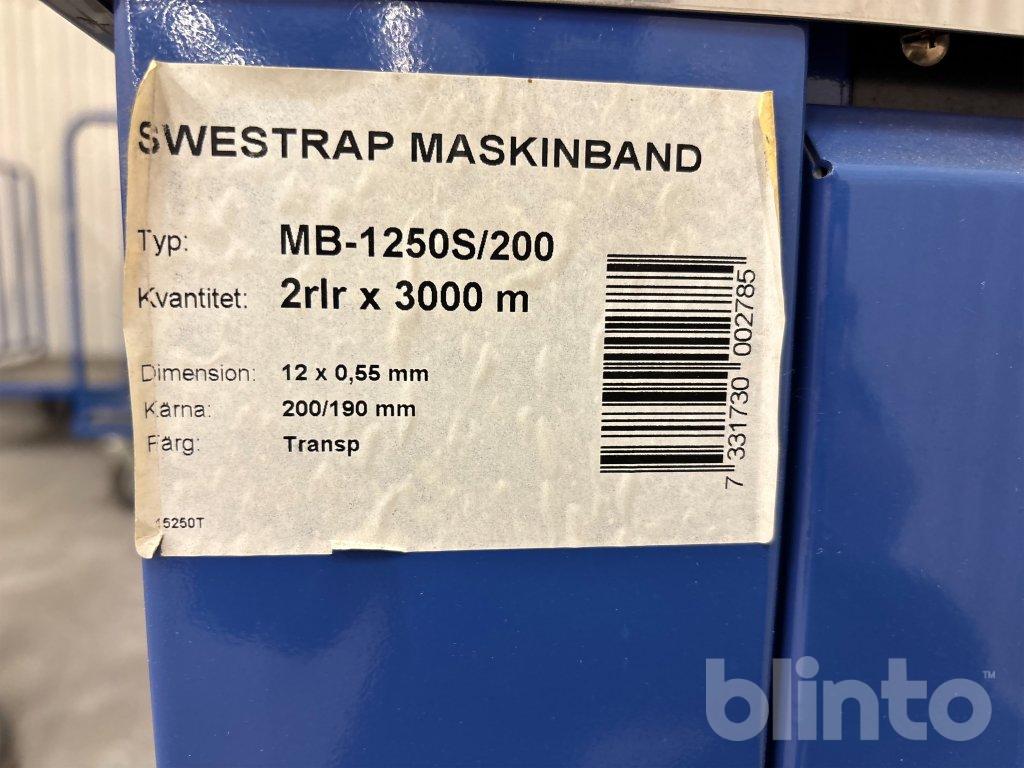 SWESTRAP MASKINBAND
Typ: MB-1250S/200
Kvantitet: 2rlr x 3000 m
Dimension: 12 x 0,55 mm
Kärna: 200/190 mm
Färg: Transp
15250T
7 331730 002785
blinto™